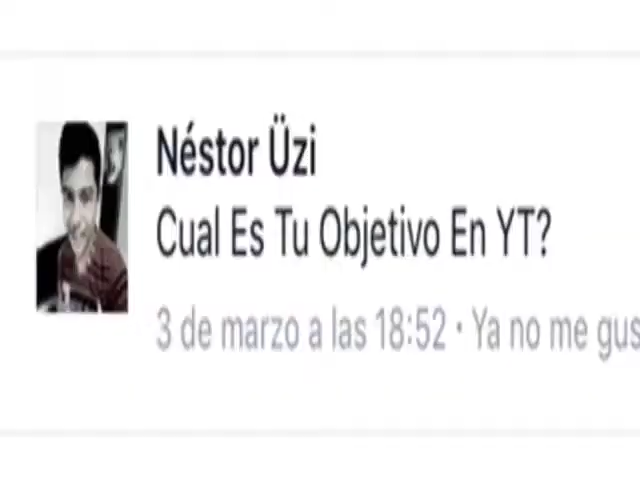 Néstor Üzi
Cual Es Tu Objetivo En YT?
3 de marzo a las 18:52 · Ya no me gus